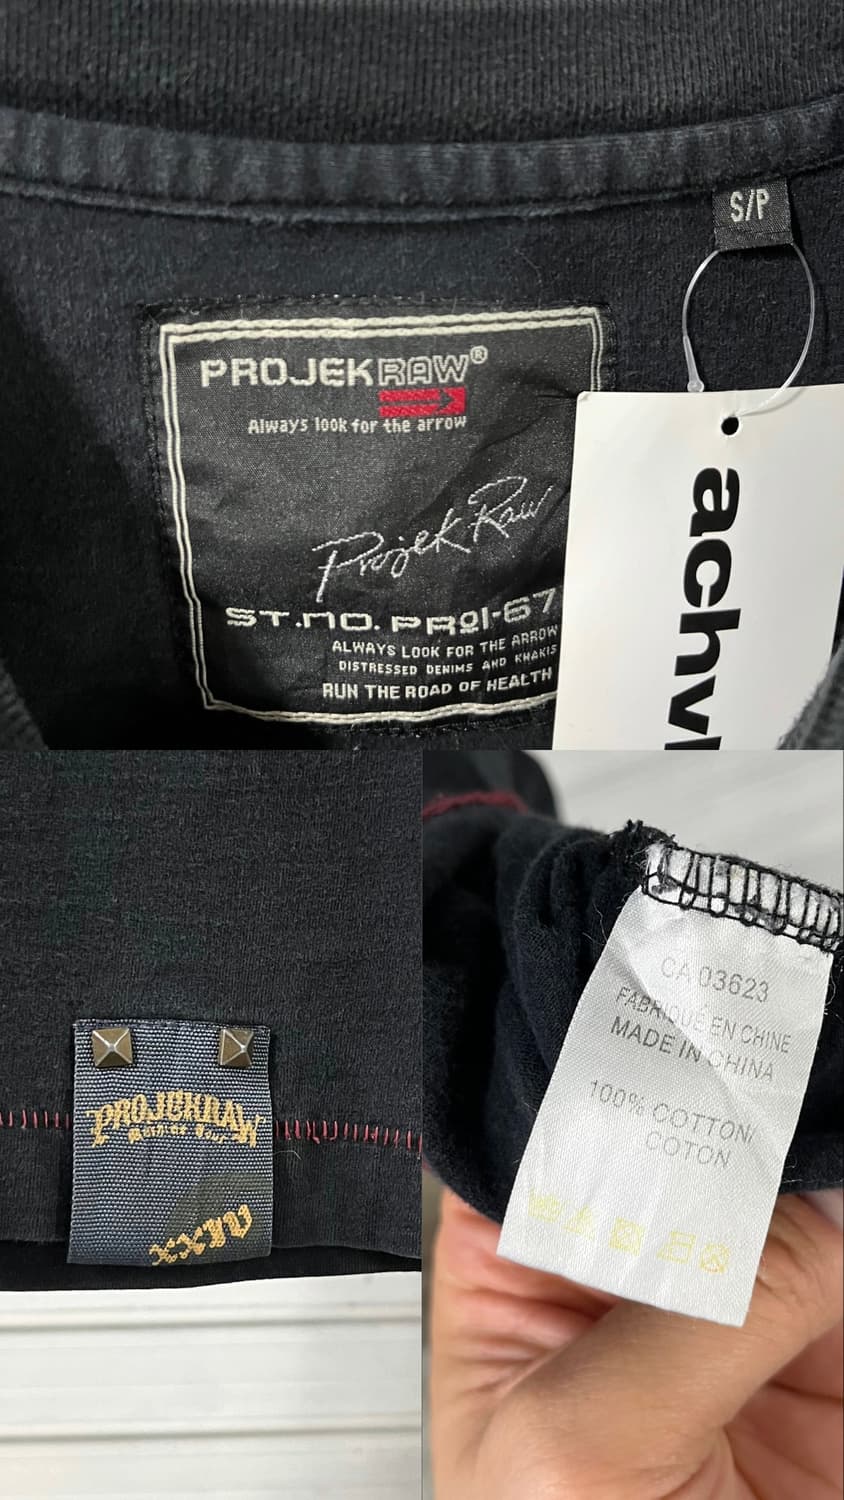 S/P
PROJEKRAW®
Always look for the arrow
Projek Raw
ST.NO. PR01-67
ALWAYS LOOK FOR THE ARROW
DISTRESSED DENIMS AND KHAKIS
RUN THE ROAD OF HEALTH
achv
PROJEKRAW
CA 03623
FABRIQUÉ EN CHINE
MADE IN CHINA
100% COTTON/
COTON